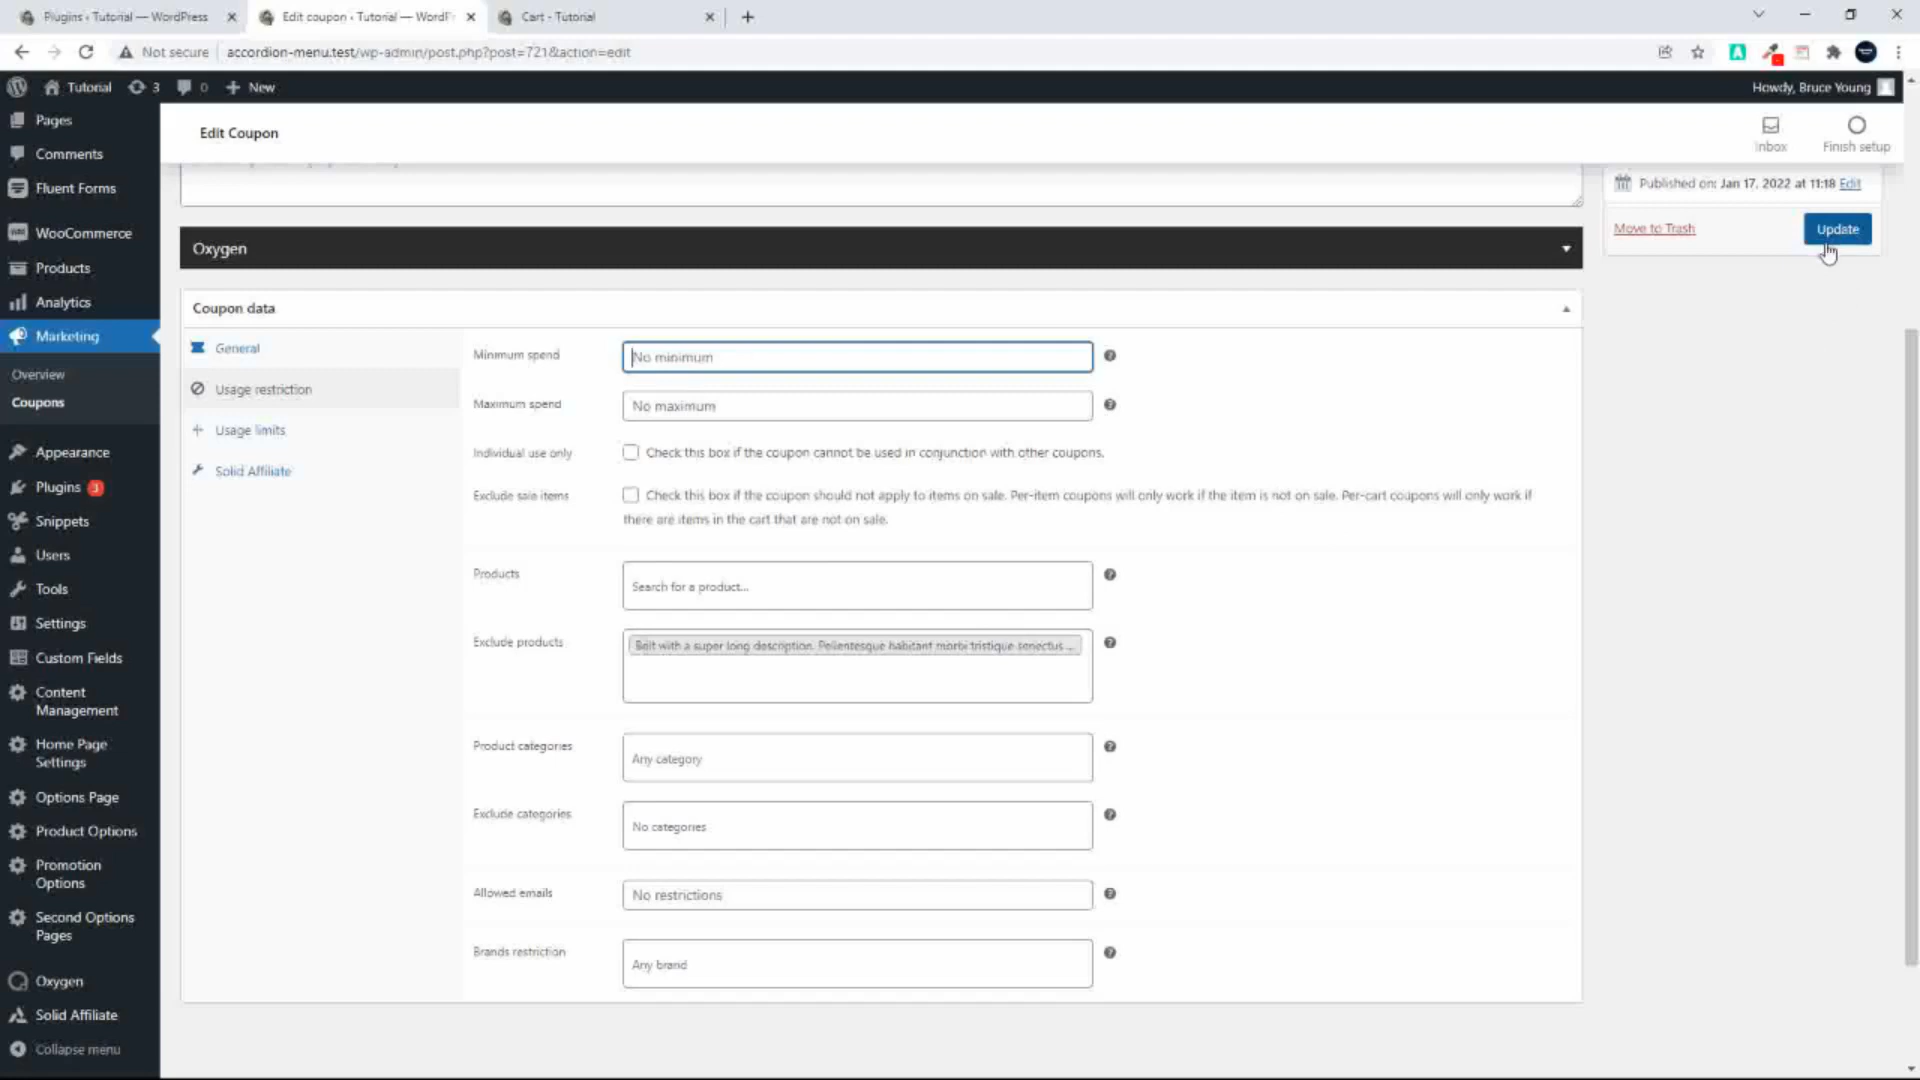 Plugins ‹ Tutorial — WordPress
Edit coupon ‹ Tutorial — WordPr
Cart - Tutorial
Not secure
accordion-menu.test/wp-admin/post.php?post=721&action=edit
Tutorial
3
0
New
Howdy, Bruce Young
Pages
Comments
Fluent Forms
WooCommerce
Products
Analytics
Marketing
Overview
Coupons
Appearance
Plugins 3
Snippets
Users
Tools
Settings
Custom Fields
Content
Management
Home Page
Settings
Options Page
Product Options
Promotion
Options
Second Options
Pages
Oxygen
Solid Affiliate
Collapse menu
Edit Coupon
Inbox
Finish setup
Published on: Jan 17, 2022 at 11:18 Edit
Move to Trash
Update
Oxygen
Coupon data
General
Usage restriction
Usage limits
Solid Affiliate
Minimum spend
No minimum
Maximum spend
No maximum
Individual use only
Check this box if the coupon cannot be used in conjunction with other coupons.
Exclude sale items
Check this box if the coupon should not apply to items on sale. Per-item coupons will only work if the item is not on sale. Per-cart coupons will only work if
there are items in the cart that are not on sale.
Products
Search for a product...
Exclude products
Belt with a super long description. Pellentesque habitant morbi tristique senectus ...
Product categories
Any category
Exclude categories
No categories
Allowed emails
No restrictions
Brands restriction
Any brand